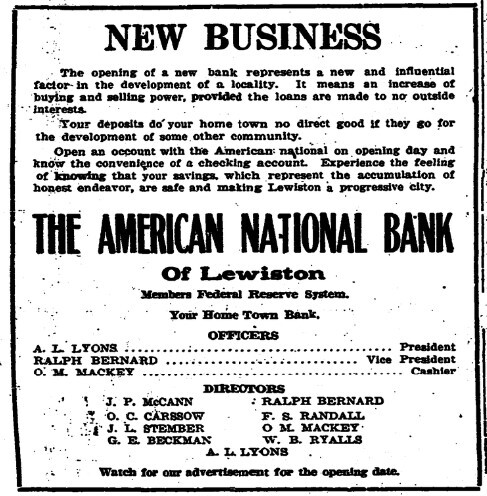 NEW BUSINESS
The opening of a new bank represents a new and influential
factor in the development of a locality. It means an increase of
buying and selling power, provided the loans are made to no outside
interests.
Your deposits do your home town no direct good if they go for
the development of some other community.
Open an account with the American national on opening day and
know the convenience of a checking account. Experience the feeling
of knowing that your savings, which represent the accumulation of
honest endeavor, are safe and making Lewiston a progressive city.
THE AMERICAN NATIONAL BANK
Of Lewiston
Members Federal Reserve System.
Your Home Town Bank.
OFFICERS
A. L. LYONS ........................................ President
RALPH BERNARD ................................ Vice President
O. M. MACKEY ........................................ Cashier
DIRECTORS
J. P. McCANN RALPH BERNARD
O. C. CARSSOW F. S. RANDALL
J. L. STEMBER O M. MACKEY
G. E. BECKMAN W. B. RYALLS
A. L. LYONS
Watch for our advertisement for the opening date.